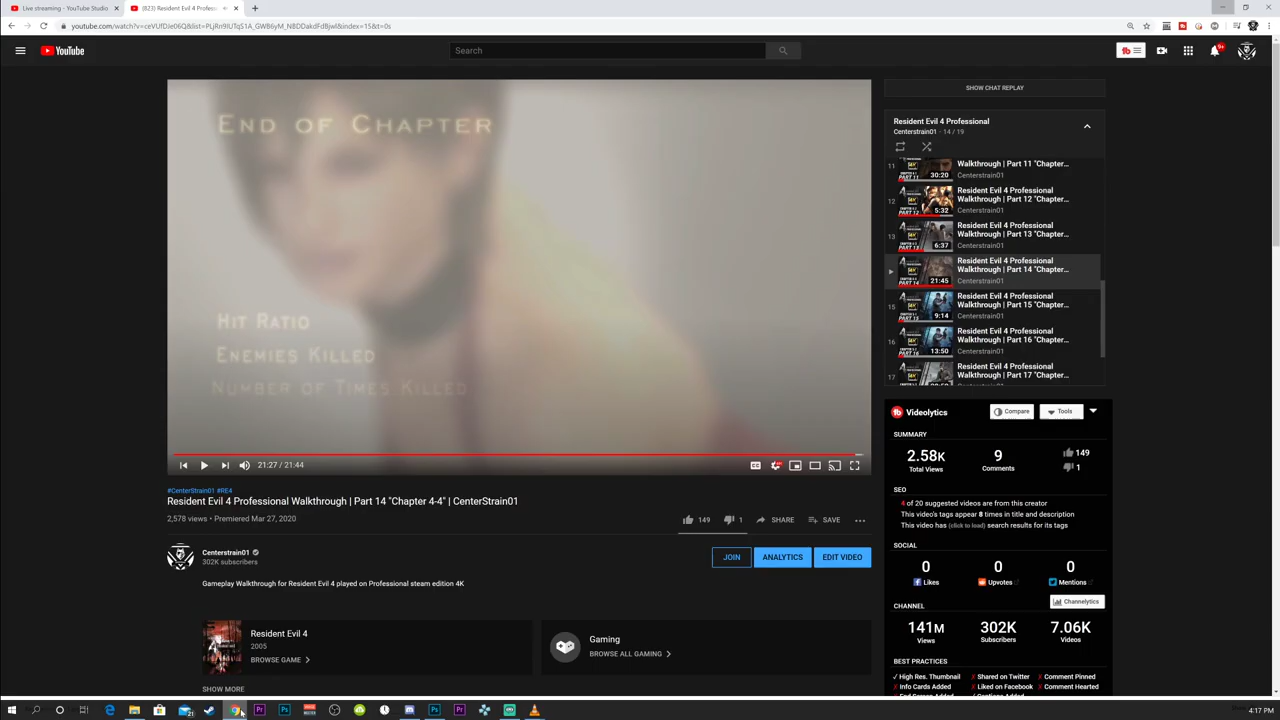 Live streaming - YouTube Studio
(823) Resident Evil 4 Profess
youtube.com/watch?v=ceVUfDJe06Q&list=PLjRn9IUTqS1A_GWB6yM_NBDDakdFdBjwl&index=15&t=0s
YouTube
Search
9+
SHOW CHAT REPLAY
END OF CHAPTER
HIT RATIO
ENEMIES KILLED
NUMBER OF TIMES KILLED
21:27 / 21:44
CC
Resident Evil 4 Professional
Centerstrain01 - 14 / 19
11
Walkthrough | Part 11 "Chapter...
Centerstrain01
30:20
12
Resident Evil 4 Professional
Walkthrough | Part 12 "Chapter...
Centerstrain01
5:32
13
Resident Evil 4 Professional
Walkthrough | Part 13 "Chapter...
Centerstrain01
6:37
Resident Evil 4 Professional
Walkthrough | Part 14 "Chapter...
Centerstrain01
21:45
15
Resident Evil 4 Professional
Walkthrough | Part 15 "Chapter...
Centerstrain01
9:14
16
Resident Evil 4 Professional
Walkthrough | Part 16 "Chapter...
Centerstrain01
13:50
17
Resident Evil 4 Professional
Walkthrough | Part 17 "Chapter...
Centerstrain01
#CenterStrain01 #RE4
Resident Evil 4 Professional Walkthrough | Part 14 "Chapter 4-4" | CenterStrain01
2,578 views • Premiered Mar 27, 2020
149
1
SHARE
SAVE
Centerstrain01
302K subscribers
JOIN
ANALYTICS
EDIT VIDEO
Gameplay Walkthrough for Resident Evil 4 played on Professional steam edition 4K
Resident Evil 4
2005
BROWSE GAME
Gaming
BROWSE ALL GAMING
SHOW MORE
Videolytics
Compare
Tools
SUMMARY
2.58K
Total Views
9
Comments
149
1
SEO
4 of 20 suggested videos are from this creator
This video's tags appear 8 times in title and description
This video has (click to load) search results for its tags
SOCIAL
0
Likes
0
Upvotes
0
Mentions
Channelytics
CHANNEL
141M
Views
302K
Subscribers
7.06K
Videos
BEST PRACTICES
✓ High Res. Thumbnail
✗ Shared on Twitter
✗ Comment Pinned
✗ Info Cards Added
✗ Liked on Facebook
✗ Comment Hearted
4:17 PM